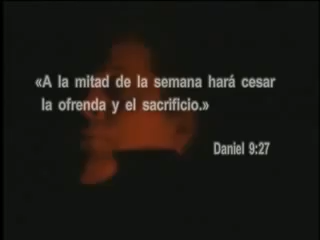 «A la mitad de la semana hará cesar
la ofrenda y el sacrificio.»
Daniel 9:27